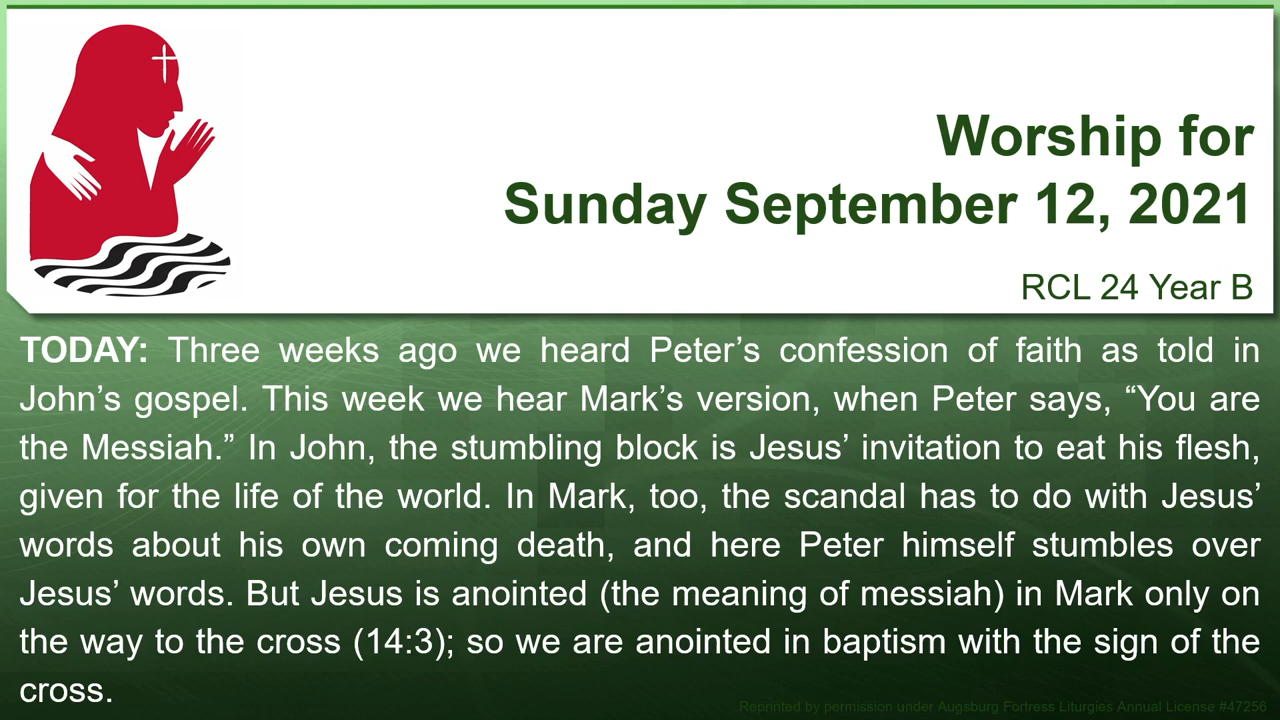 Worship for
Sunday September 12, 2021
RCL 24 Year B
TODAY: Three weeks ago we heard Peter’s confession of faith as told in
John’s gospel. This week we hear Mark’s version, when Peter says, “You are
the Messiah.” In John, the stumbling block is Jesus’ invitation to eat his flesh,
given for the life of the world. In Mark, too, the scandal has to do with Jesus’
words about his own coming death, and here Peter himself stumbles over
Jesus’ words. But Jesus is anointed (the meaning of messiah) in Mark only on
the way to the cross (14:3); so we are anointed in baptism with the sign of the
cross.
Reprinted by permission under Augsburg Fortress Liturgies Annual License #47256